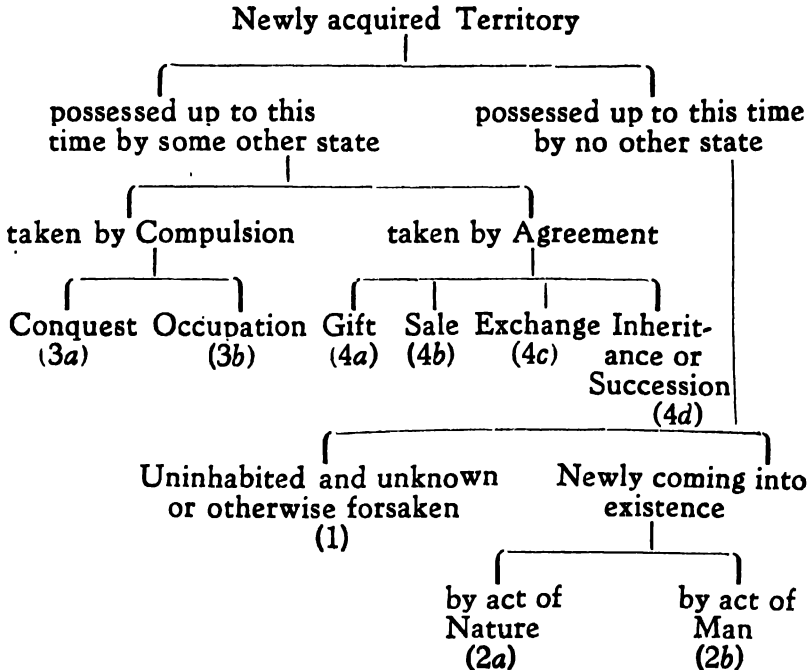 Newly acquired Territory
possessed up to this
time by some other state
possessed up to this time
by no other state
taken by Compulsion
taken by Agreement
Conquest
(3a)
Occupation
(3b)
Gift
(4a)
Sale
(4b)
Exchange
(4c)
Inherit-
ance or
Succession
(4d)
Uninhabited and unknown
or otherwise forsaken
(1)
Newly coming into
existence
by act of
Nature
(2a)
by act of
Man
(2b)